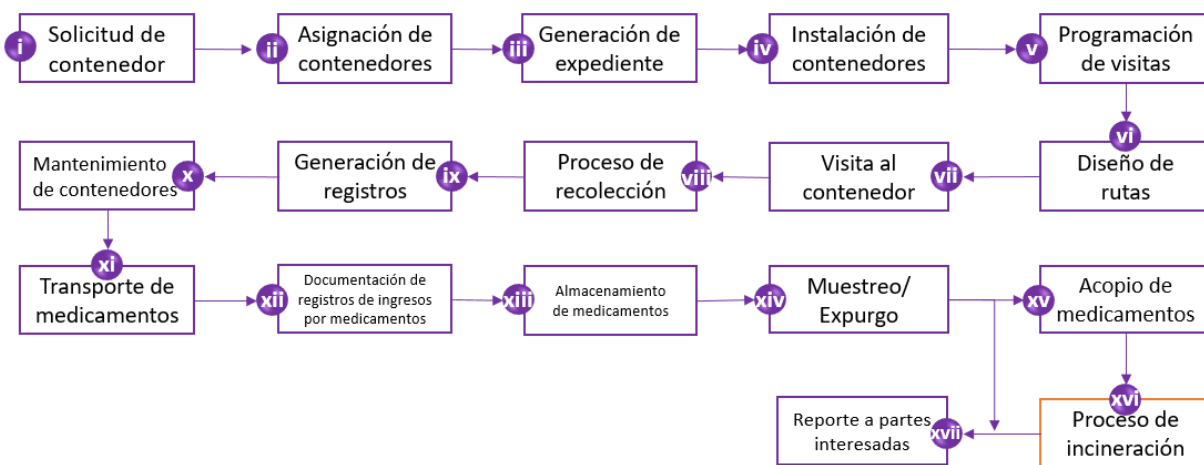 i
Solicitud de
contenedor
ii
Asignación de
contenedores
iii
Generación de
expediente
iv
Instalación de
contenedores
v
Programación
de visitas
vi
Diseño de
rutas
vii
Visita al
contenedor
viii
Proceso de
recolección
ix
Generación de
registros
x
Mantenimiento
de contenedores
xi
Transporte de
medicamentos
xii
Documentación de
registros de ingresos
por medicamentos
xiii
Almacenamiento
de medicamentos
xiv
Muestreo/
Expurgo
xv
Acopio de
medicamentos
xvi
Proceso de
incineración
xvii
Reporte a partes
interesadas